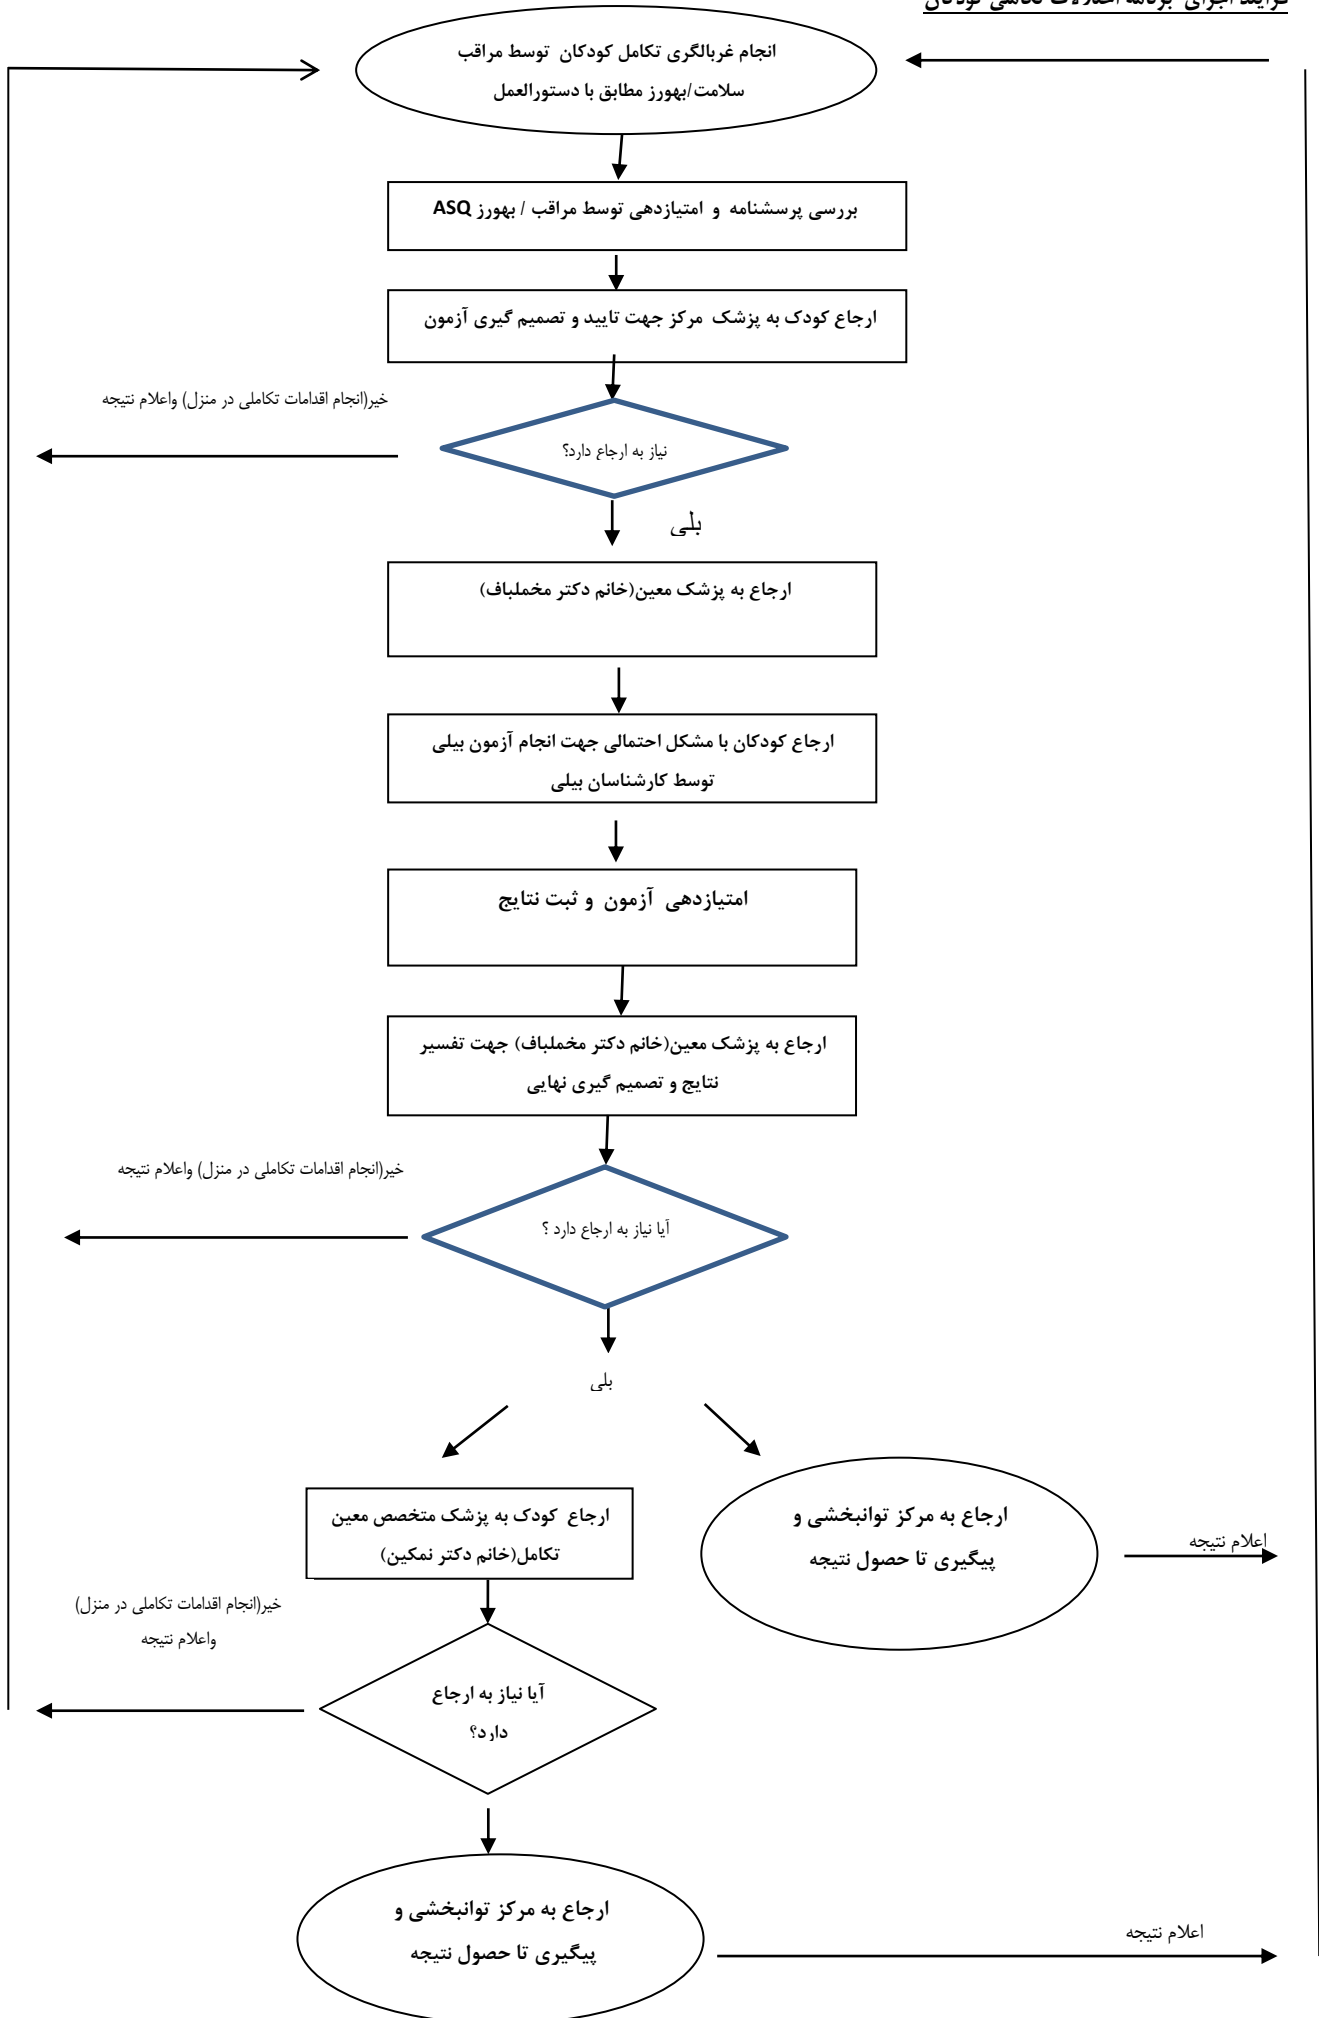 فرایند اجرای برنامه اختلالات تکاملی کودکان
انجام غربالگری تکامل کودکان توسط مراقب
سلامت/بهورز مطابق با دستورالعمل
بررسی پرسشنامه و امتیازدهی توسط مراقب / بهورز ASQ
ارجاع کودک به پزشک مرکز جهت تایید و تصمیم گیری آزمون
خیر(انجام اقدامات تکاملی در منزل) واعلام نتیجه
نیاز به ارجاع دارد؟
بلی
ارجاع به پزشک معین(خانم دکتر مخملباف)
ارجاع کودکان با مشکل احتمالی جهت انجام آزمون بیلی
توسط کارشناسان بیلی
امتیازدهی آزمون و ثبت نتایج
ارجاع به پزشک معین(خانم دکتر مخملباف) جهت تفسیر
نتایج و تصمیم گیری نهایی
خیر(انجام اقدامات تکاملی در منزل) واعلام نتیجه
آیا نیاز به ارجاع دارد ؟
بلی
ارجاع به مرکز توانبخشی و
پیگیری تا حصول نتیجه
اعلام نتیجه
ارجاع کودک به پزشک متخصص معین
تکامل(خانم دکتر نمکین)
خیر(انجام اقدامات تکاملی در منزل)
واعلام نتیجه
آیا نیاز به ارجاع
دارد؟
ارجاع به مرکز توانبخشی و
پیگیری تا حصول نتیجه
اعلام نتیجه